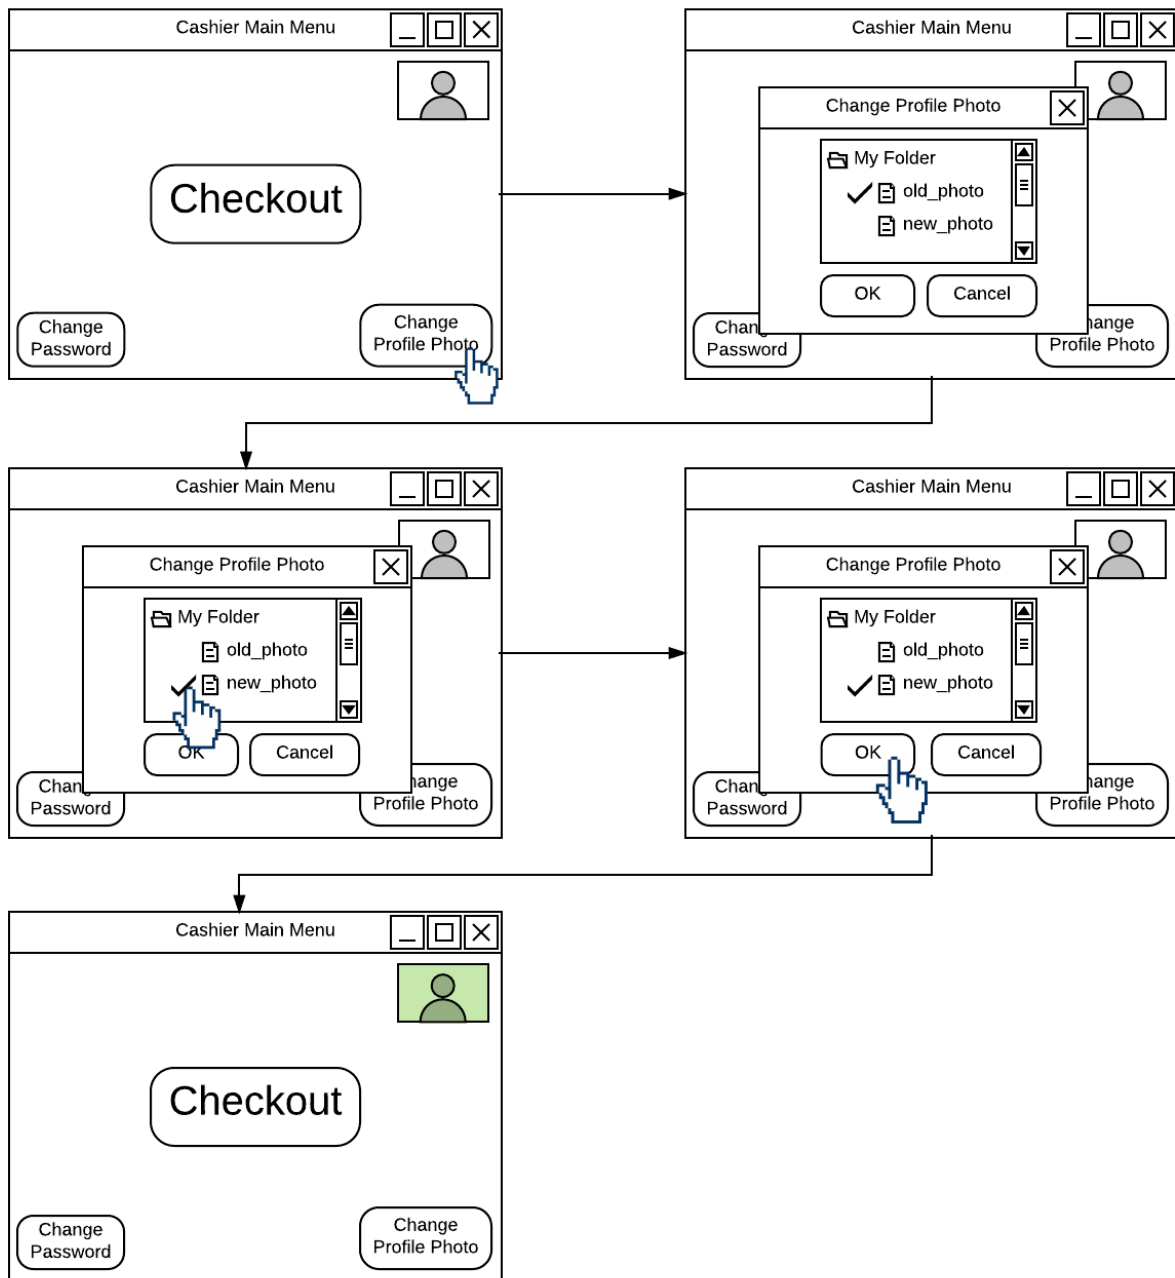 Cashier Main Menu
Checkout
Change
Password
Change
Profile Photo
Cashier Main Menu
Change Profile Photo
My Folder
old_photo
new_photo
OK
Cancel
Chan
Password
hange
Profile Photo
Cashier Main Menu
Change Profile Photo
My Folder
old_photo
new_photo
OK
Cancel
Chan
Password
hange
Profile Photo
Cashier Main Menu
Change Profile Photo
My Folder
old_photo
new_photo
OK
Cancel
Chan
Password
hange
Profile Photo
Cashier Main Menu
Checkout
Change
Password
Change
Profile Photo